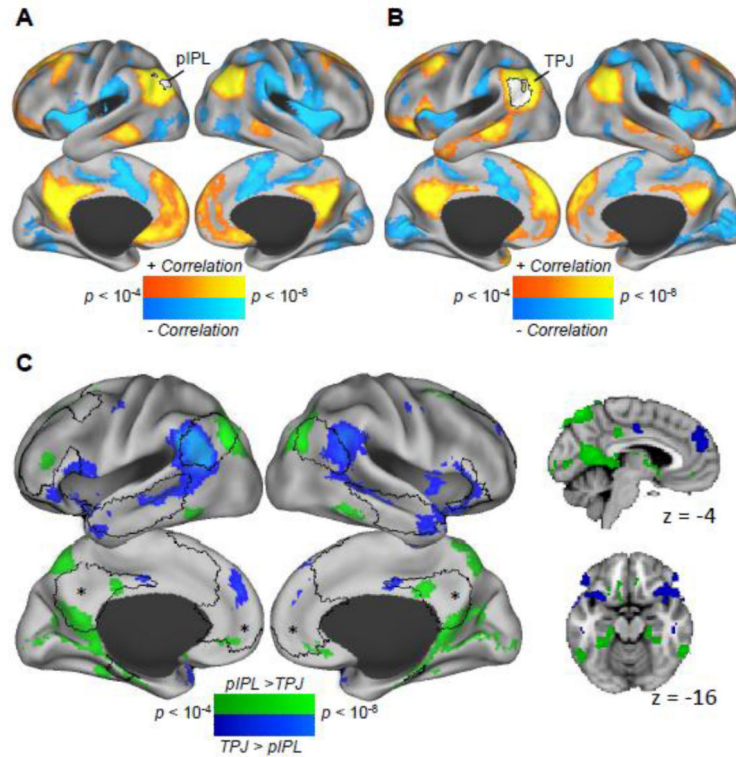 A
B
pIPL
TPJ
+ Correlation
p < 10-4
p < 10-8
- Correlation
+ Correlation
p < 10-4
p < 10-8
- Correlation
C
*
*
*
*
z = -4
z = -16
pIPL >TPJ
p < 10-4
p < 10-8
TPJ > pIPL